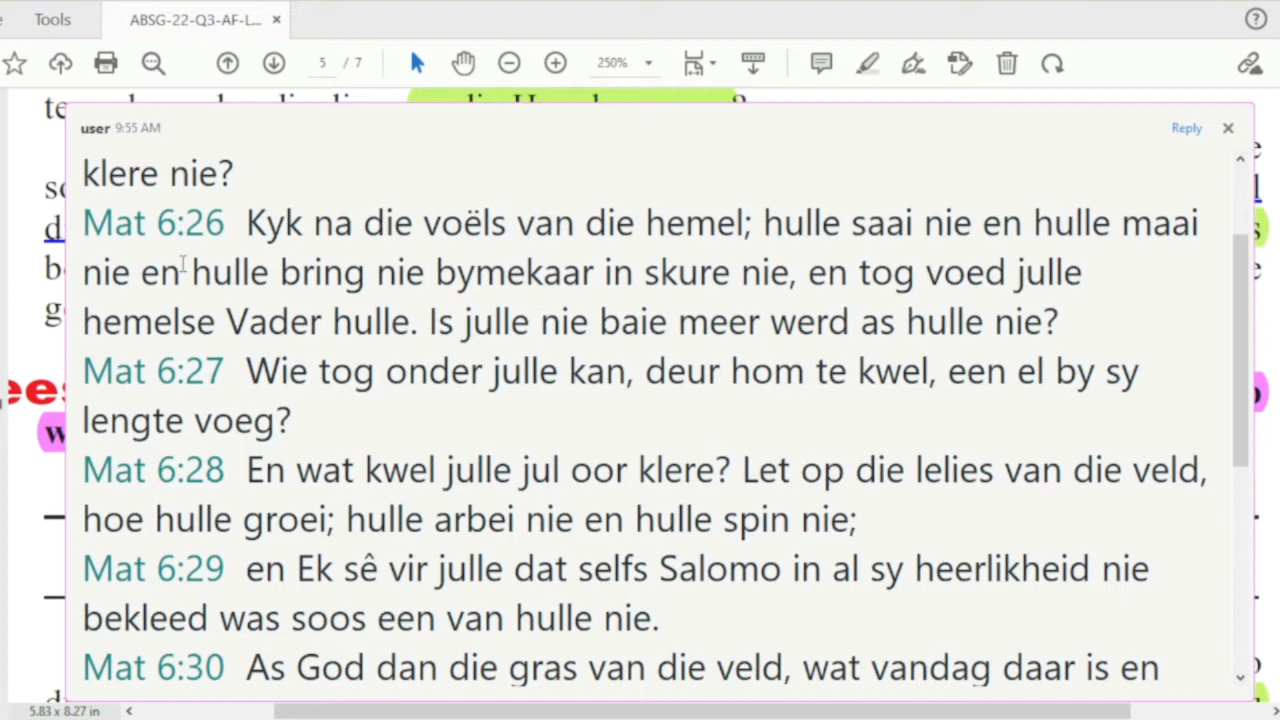 Tools
ABSG-22-Q3-AF-L...
5 / 7
250%
user 9:55 AM
Reply
klere nie?
Mat 6:26 Kyk na die voëls van die hemel; hulle saai nie en hulle maai
nie en hulle bring nie bymekaar in skure nie, en tog voed julle
hemelse Vader hulle. Is julle nie baie meer werd as hulle nie?
Mat 6:27 Wie tog onder julle kan, deur hom te kwel, een el by sy
lengte voeg?
Mat 6:28 En wat kwel julle jul oor klere? Let op die lelies van die veld,
hoe hulle groei; hulle arbei nie en hulle spin nie;
Mat 6:29 en Ek sê vir julle dat selfs Salomo in al sy heerlikheid nie
bekleed was soos een van hulle nie.
Mat 6:30 As God dan die gras van die veld, wat vandag daar is en
5.83 x 8.27 in